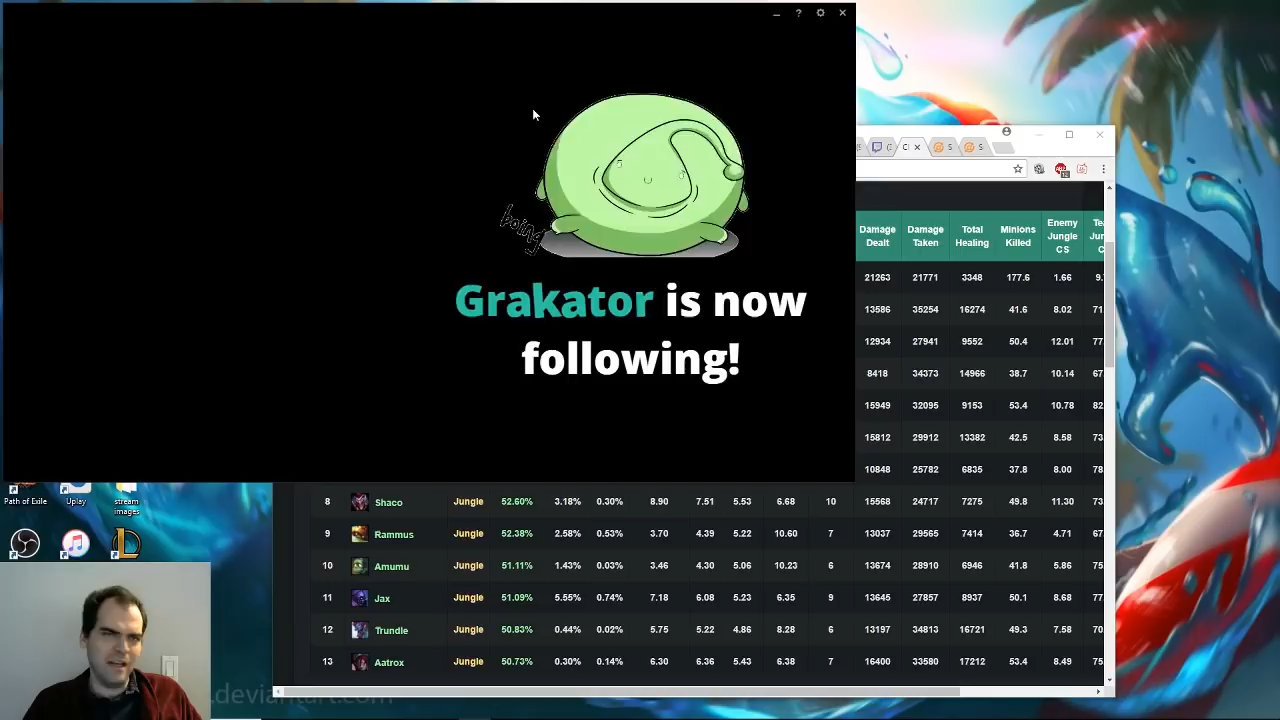 boing
Grakator is now
following!
Damage Dealt Damage Taken Total Healing Minions Killed Enemy Jungle CS
21263 21771 3348 177.6 1.66
13586 35254 16274 41.6 8.02
12934 27941 9552 50.4 12.01
8418 34373 14966 38.7 10.14
15949 32095 9153 53.4 10.78
15812 29912 13382 42.5 8.58
10848 25782 6835 37.8 8.00
8 Shaco Jungle 52.60% 3.18% 0.30% 8.90 7.51 5.53 6.68 10 15568 24717 7275 49.8 11.30
9 Rammus Jungle 52.38% 2.58% 0.53% 3.70 4.39 5.22 10.60 7 13037 29565 7414 36.7 4.71
10 Amumu Jungle 51.11% 1.43% 0.03% 3.46 4.30 5.06 10.23 6 13674 28910 6946 41.8 5.86
11 Jax Jungle 51.09% 5.55% 0.74% 7.18 6.08 5.23 6.35 9 13645 27857 8937 50.1 8.68
12 Trundle Jungle 50.83% 0.44% 0.02% 5.75 5.22 4.86 8.28 6 13197 34813 16721 49.3 7.58
13 Aatrox Jungle 50.73% 0.30% 0.14% 6.30 6.36 5.43 6.38 7 16400 33580 17212 53.4 8.49
Path of Exile Uplay stream
images
.deviantart.com